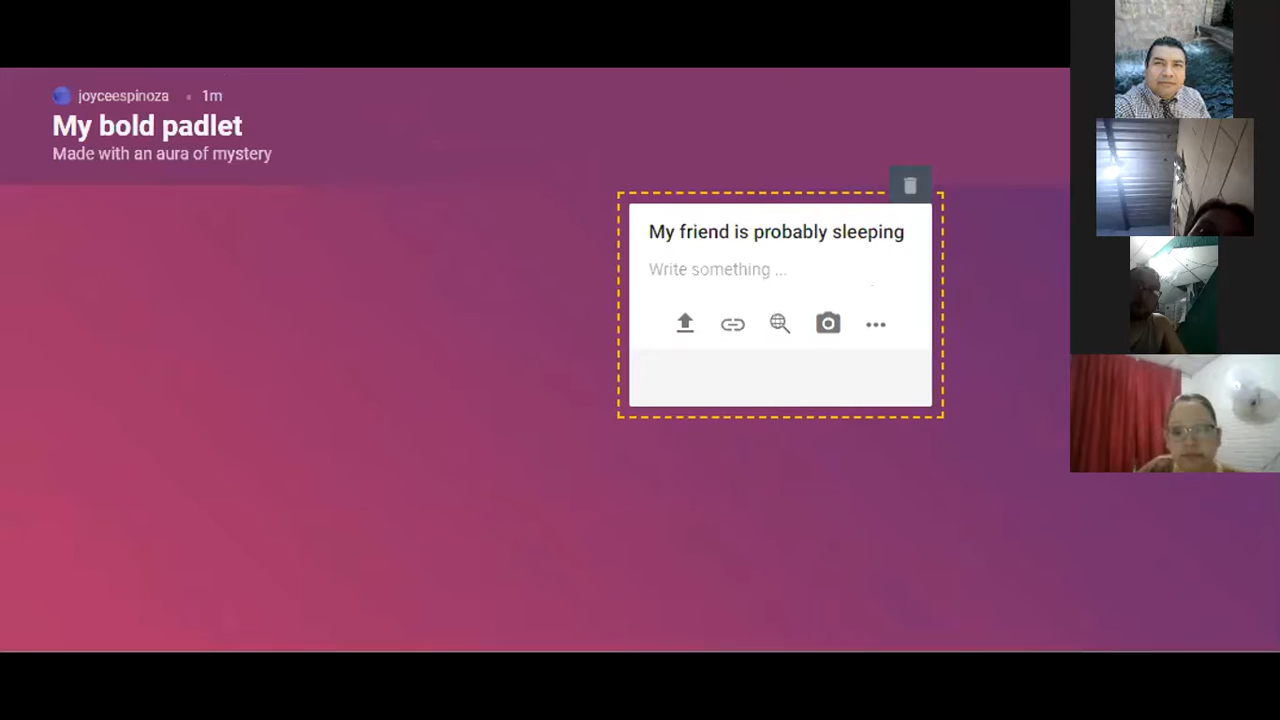 joyceespinoza • 1m
My bold padlet
Made with an aura of mystery
My friend is probably sleeping
Write something ...